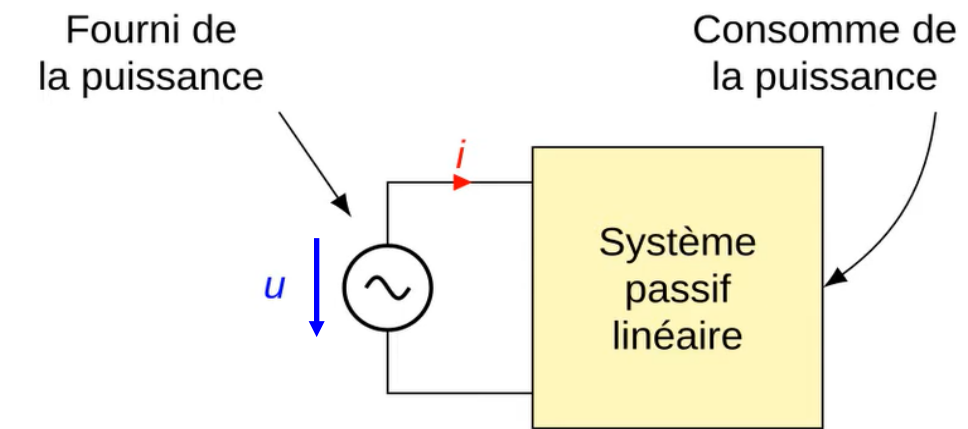 Fourni de
la puissance
Consomme de
la puissance
i
u
Système
passif
linéaire